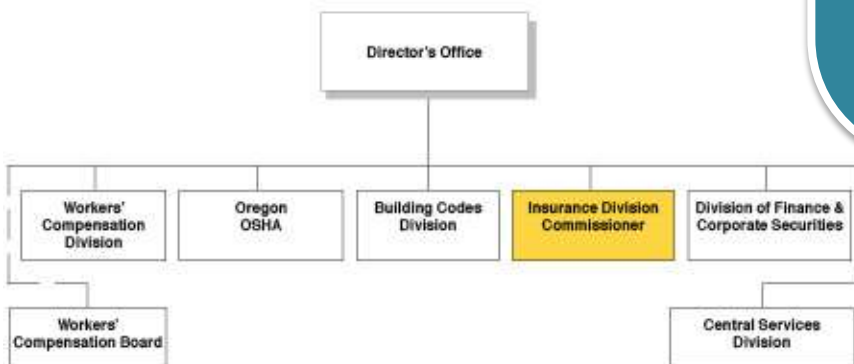 Director's Office
Workers'
Compensation
Division
Oregon
OSHA
Building Codes
Division
Insurance Division
Commissioner
Division of Finance &
Corporate Securities
Workers'
Compensation Board
Central Services
Division